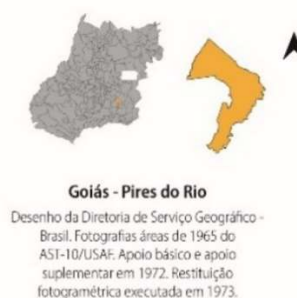 Goiás - Pires do Rio
Desenho da Diretoria de Serviço Geográfico -
Brasil. Fotografias áreas de 1965 do
AST-10/USAF. Apoio básico e apoio
suplementar em 1972. Restituição
fotogramétrica executada em 1973.